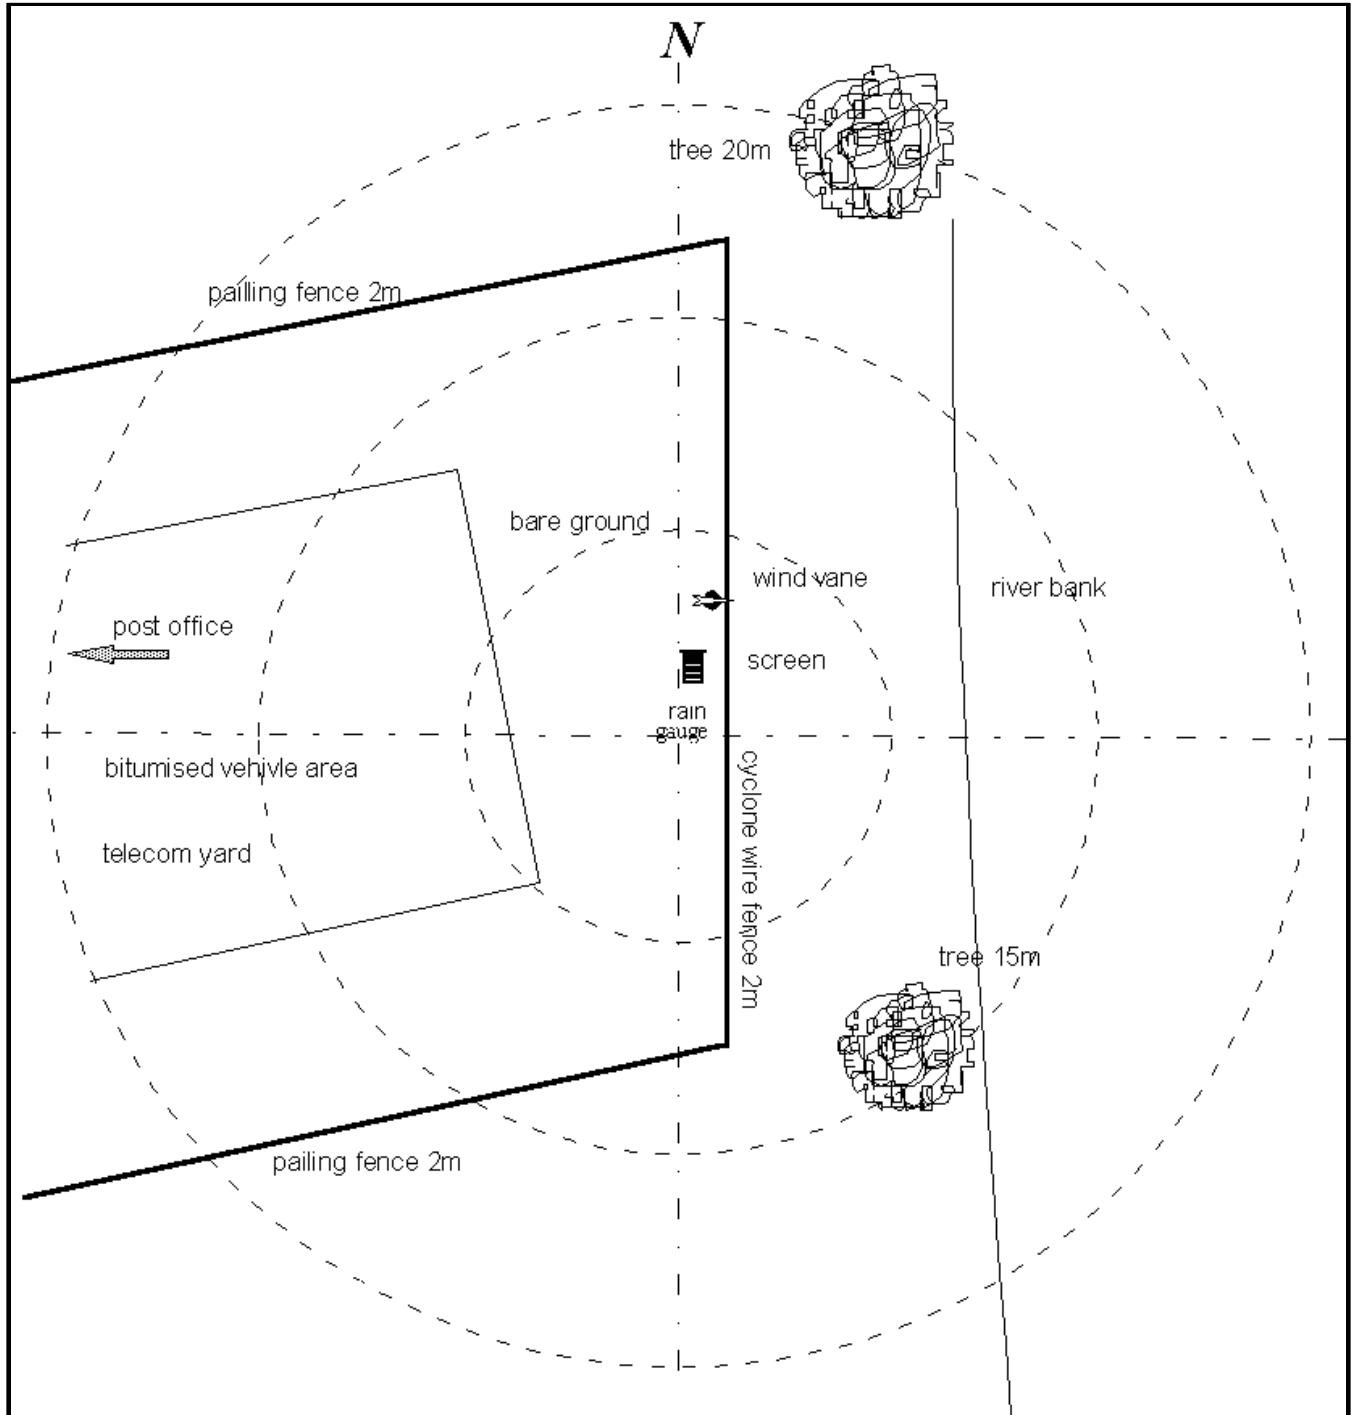 N
tree 20m
pailling fence 2m
bare ground
wind vane
river bank
post office
screen
rain
gauge
bitumised vehivle area
cyclone wire fence 2m
telecom yard
tree 15m
pailing fence 2m